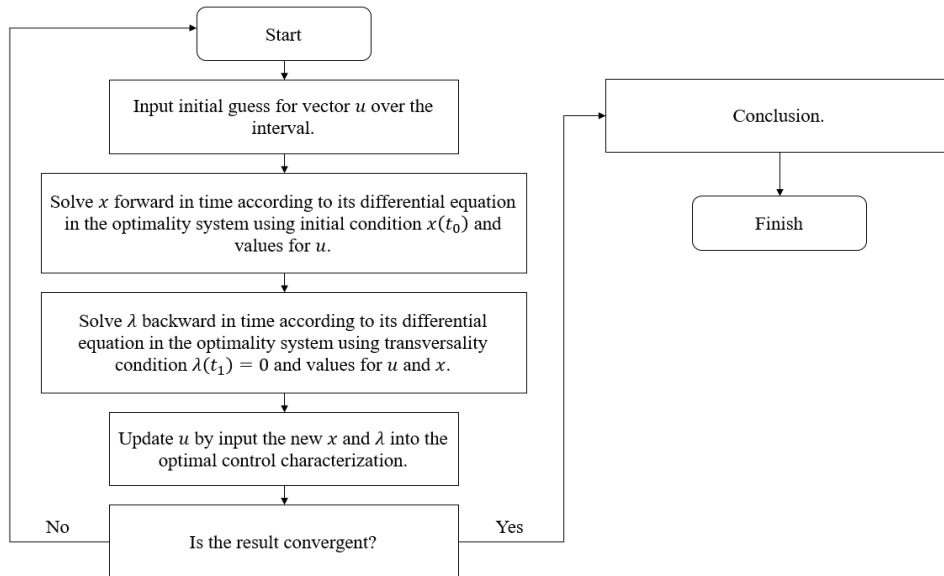 Start
Input initial guess for vector u over the
interval.
Solve x forward in time according to its differential equation
in the optimality system using initial condition x(t₀) and
values for u.
Solve λ backward in time according to its differential
equation in the optimality system using transversality
condition λ(t₁) = 0 and values for u and x.
Update u by input the new x and λ into the
optimal control characterization.
No
Is the result convergent?
Yes
Conclusion.
Finish